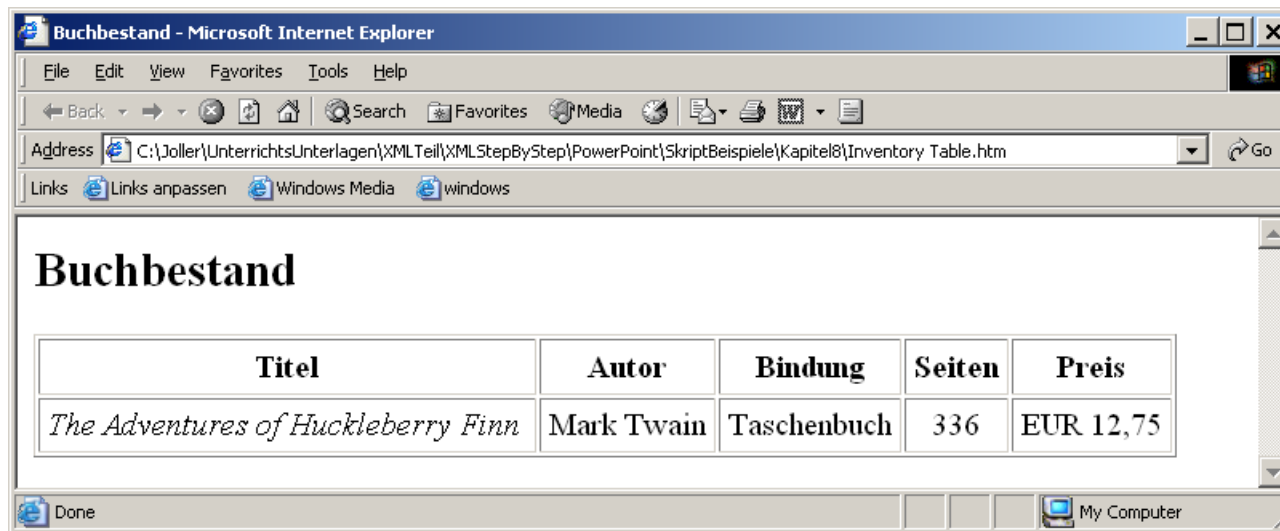 Buchbestand - Microsoft Internet Explorer
File Edit View Favorites Tools Help
Back Search Favorites Media
Address C:\Joller\UnterrichtsUnterlagen\XMLTeil\XMLStepByStep\PowerPoint\SkriptBeispiele\Kapitel8\Inventory Table.htm Go
Links Links anpassen Windows Media windows
Buchbestand
Titel Autor Bindung Seiten Preis
The Adventures of Huckleberry Finn Mark Twain Taschenbuch 336 EUR 12,75
Done My Computer